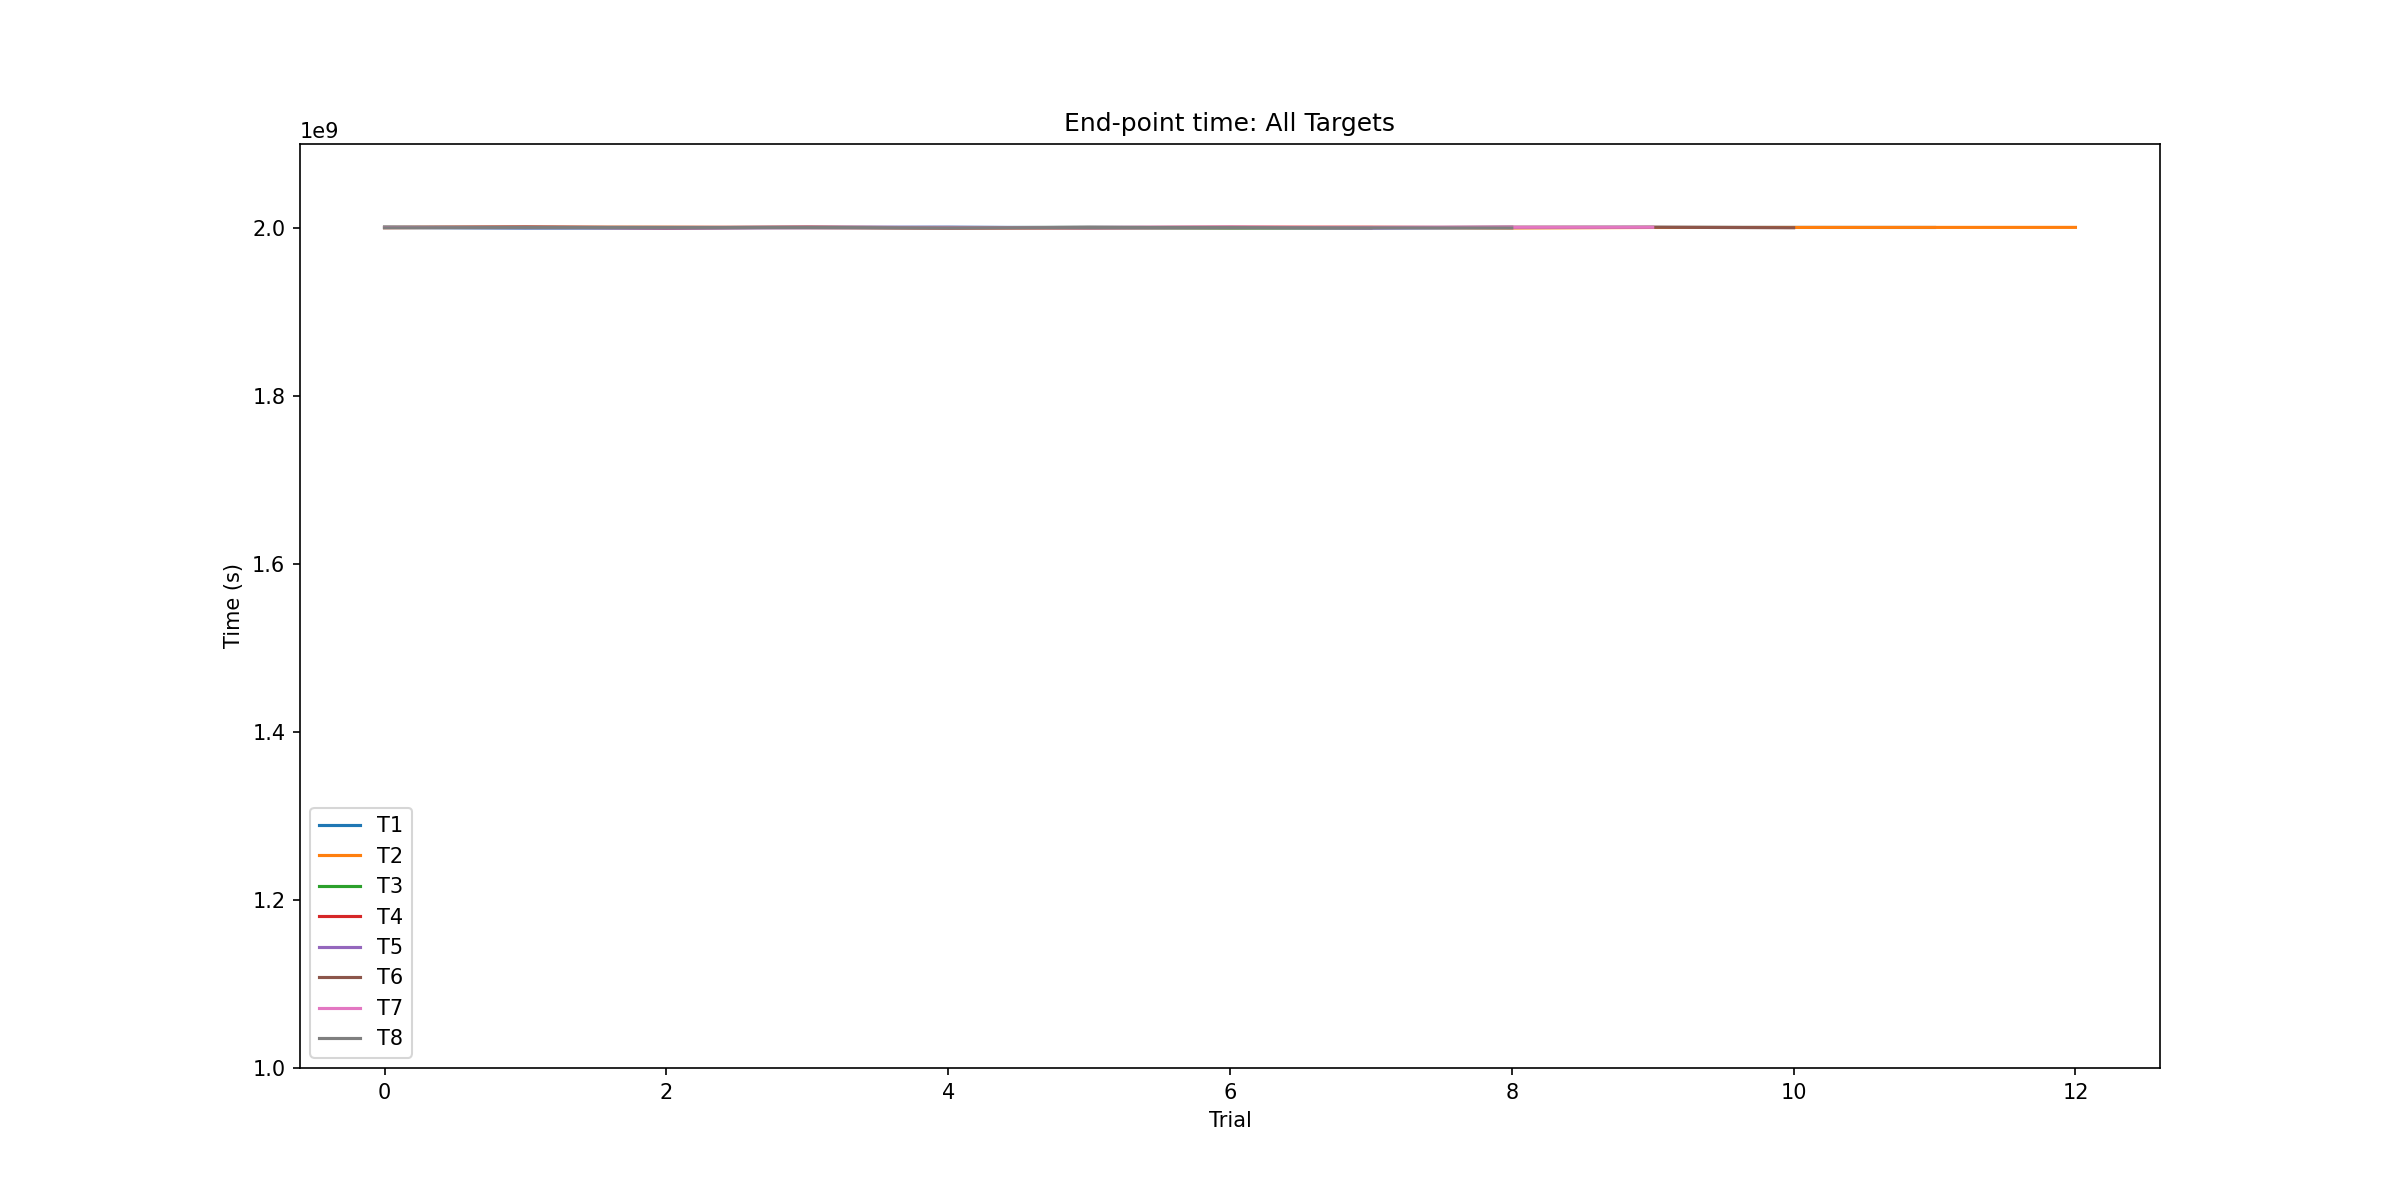 End-point time: All Targets
1e9
2.0
1.8
1.6
1.4
1.2
1.0
Time (s)
T1
T2
T3
T4
T5
T6
T7
T8
0 2 4 6 8 10 12
Trial